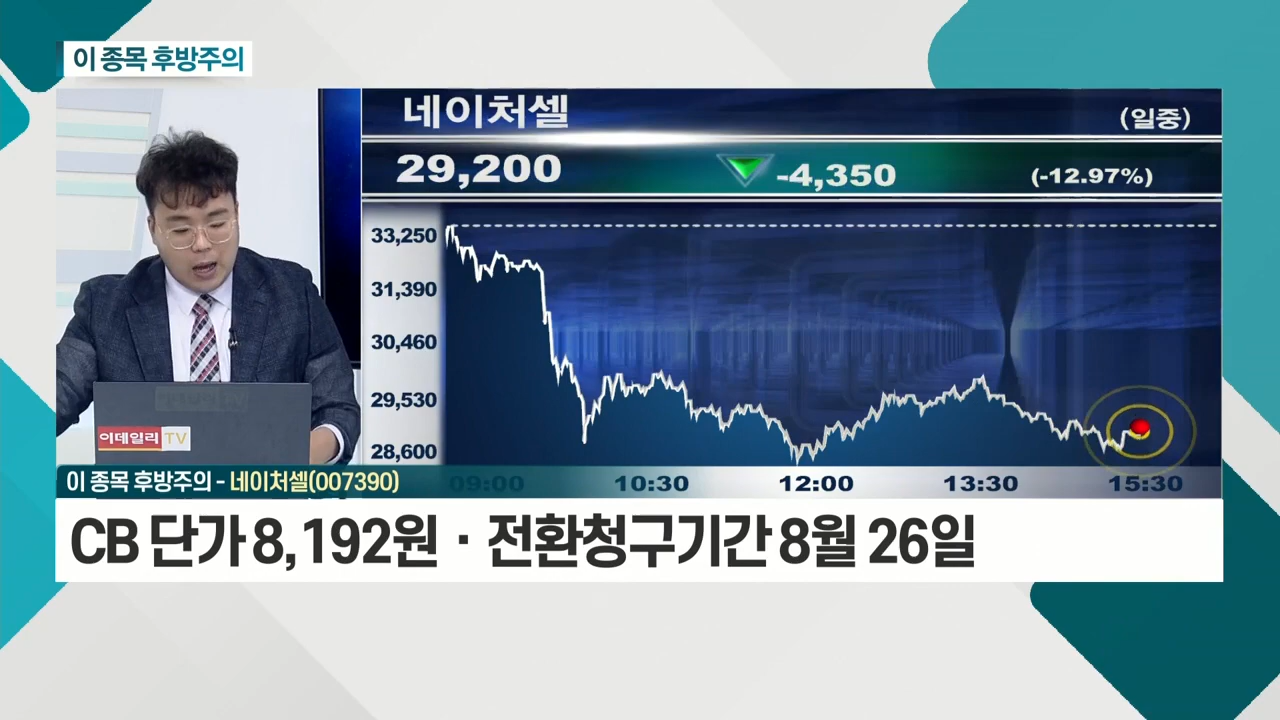 이 종목 후방주의
네이처셀
(일중)
29,200
-4,350
(-12.97%)
33,250
31,390
30,460
29,530
28,600
이데일리 TV
이 종목 후방주의 - 네이처셀(007390)
09:00 10:30 12:00 13:30 15:30
CB 단가 8,192원 · 전환청구기간 8월 26일